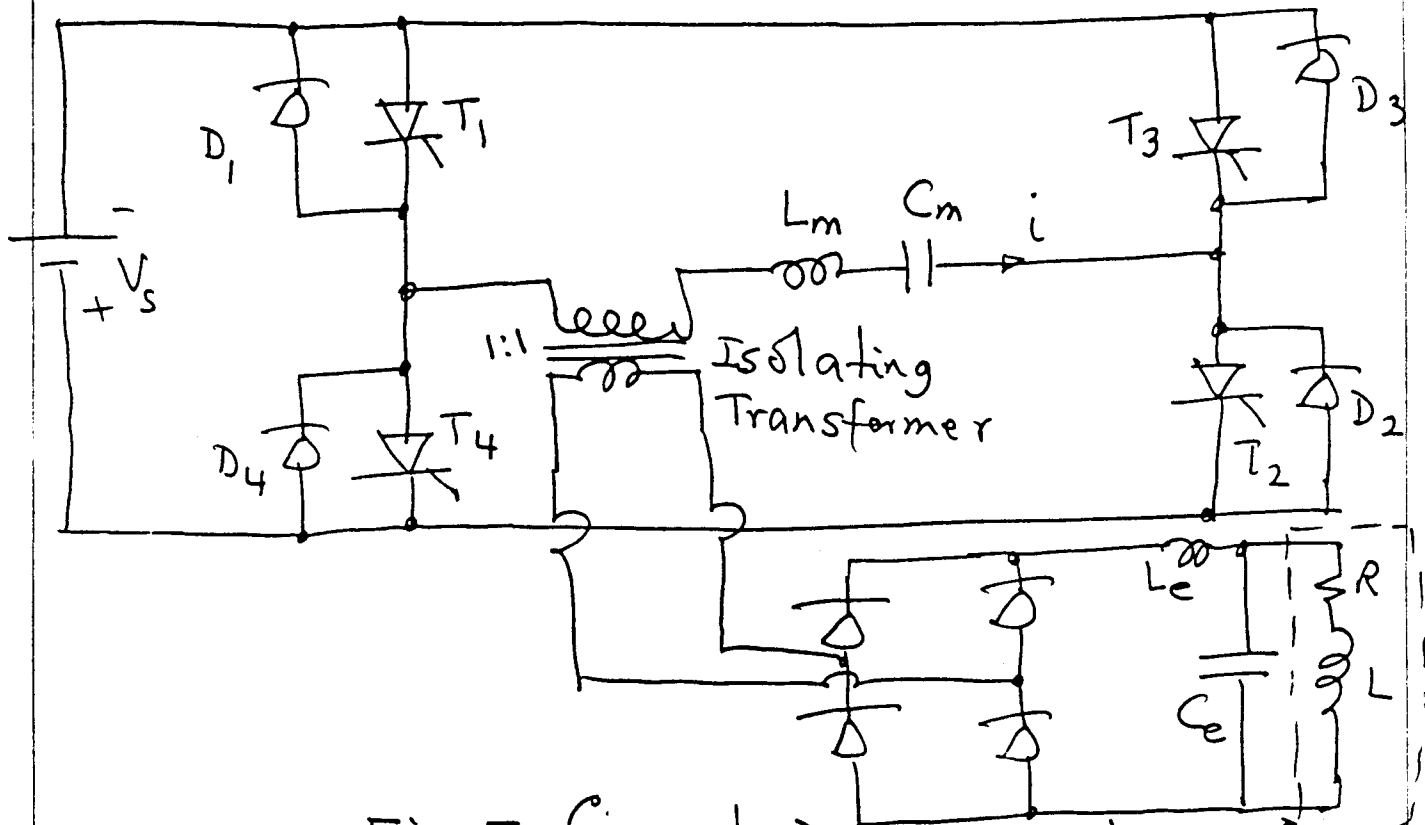 D1
T1
T3
D3
Lm
Cm
i
-
Vs
+
1:1
Isolating
Transformer
D4
T4
T2
D2
Le
R
L
Ce